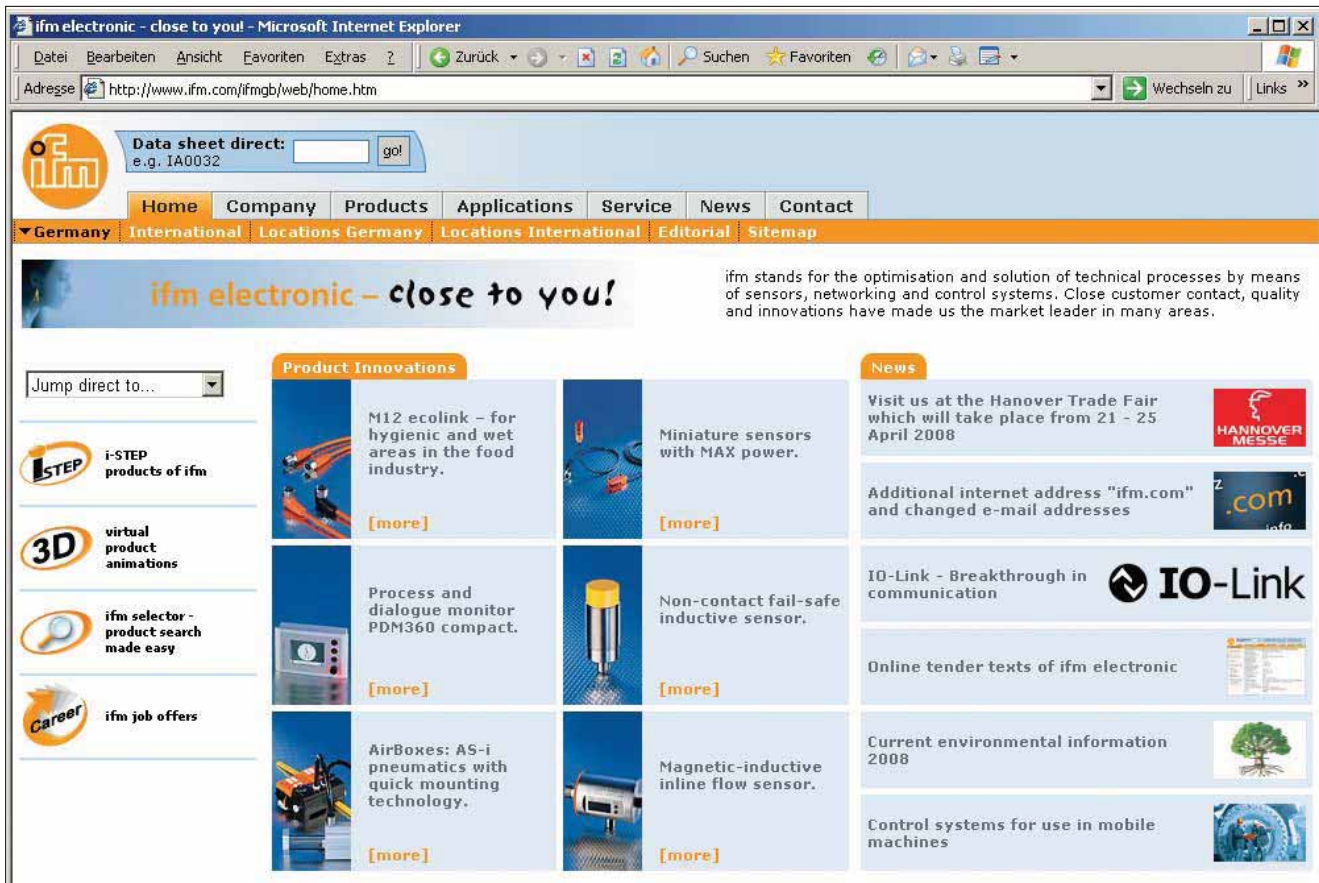 ifm electronic - close to you! - Microsoft Internet Explorer
Datei Bearbeiten Ansicht Favoriten Extras ? Zurück Suchen Favoriten
Adresse http://www.ifm.com/ifmgb/web/home.htm Wechseln zu Links »
ifm
Data sheet direct:
e.g. IA0032
go!
Home Company Products Applications Service News Contact
Germany International Locations Germany Locations International Editorial Sitemap
ifm electronic – close to you!
ifm stands for the optimisation and solution of technical processes by means
of sensors, networking and control systems. Close customer contact, quality
and innovations have made us the market leader in many areas.
Jump direct to...
iSTEP
i-STEP
products of ifm
3D
virtual
product
animations
ifm selector -
product search
made easy
Career
ifm job offers
Product Innovations
M12 ecolink – for
hygienic and wet
areas in the food
industry.
[more]
Miniature sensors
with MAX power.
[more]
Process and
dialogue monitor
PDM360 compact.
[more]
Non-contact fail-safe
inductive sensor.
[more]
AirBoxes: AS-i
pneumatics with
quick mounting
technology.
[more]
Magnetic-inductive
inline flow sensor.
[more]
News
Visit us at the Hanover Trade Fair
which will take place from 21 - 25
April 2008
HANNOVER
MESSE
Additional internet address "ifm.com"
and changed e-mail addresses
.com
info
IO-Link - Breakthrough in
communication
IO-Link
Online tender texts of ifm electronic
Current environmental information
2008
Control systems for use in mobile
machines